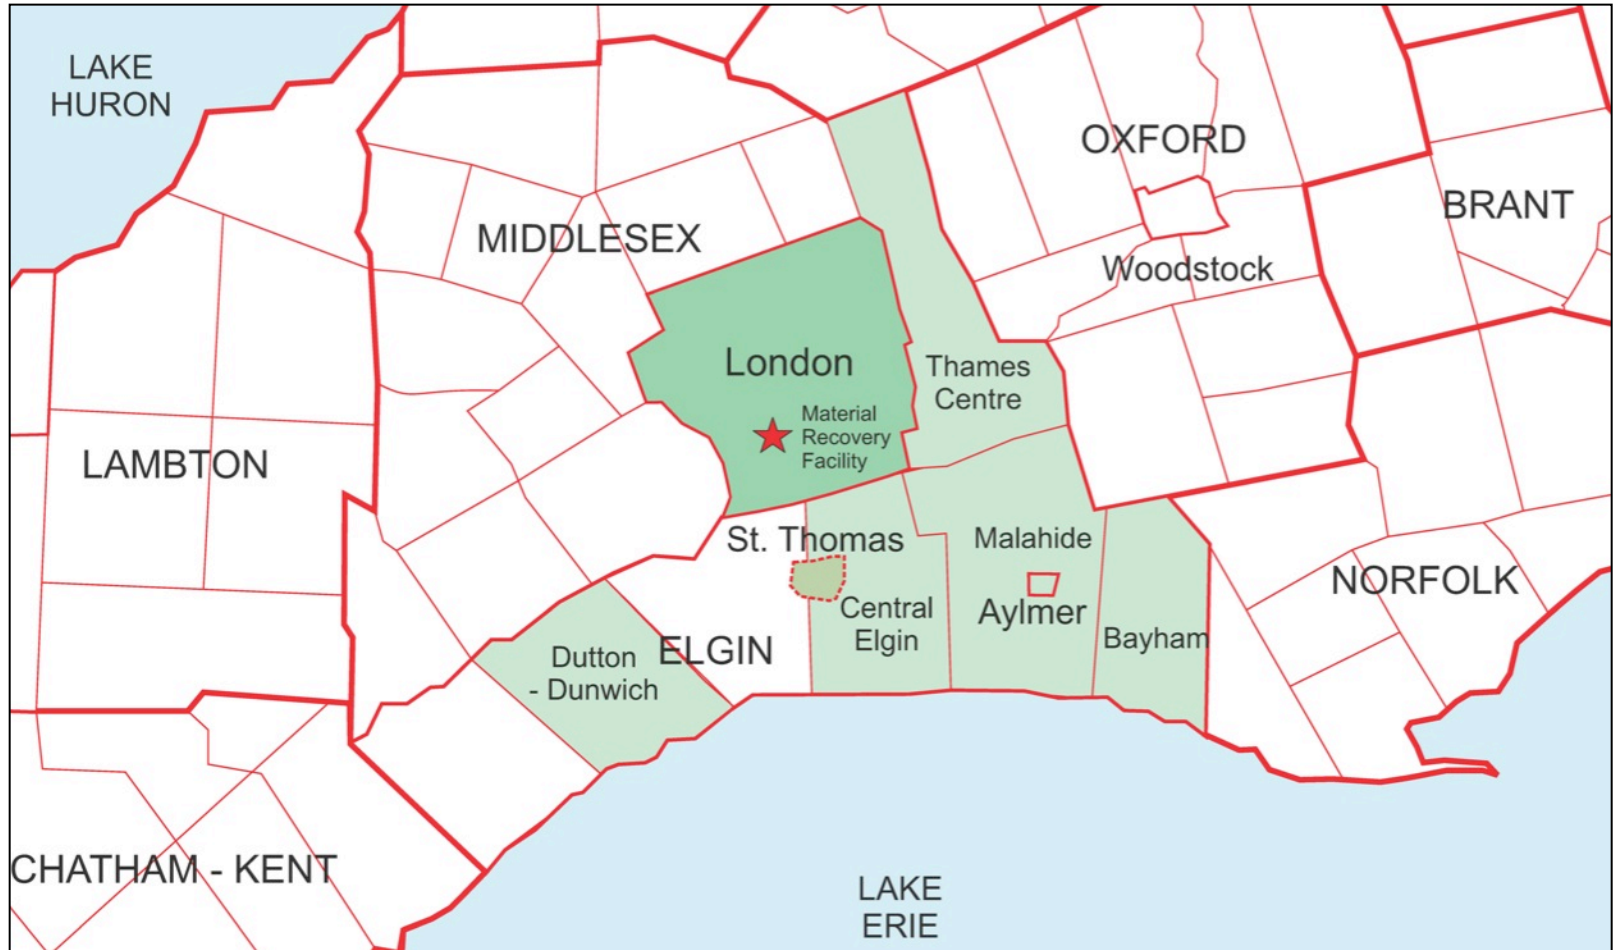 LAKE
HURON
OXFORD
BRANT
MIDDLESEX
Woodstock
London
Thames
Centre
Material
Recovery
Facility
LAMBTON
St. Thomas
Malahide
NORFOLK
Central
Elgin
Aylmer
Bayham
ELGIN
Dutton
- Dunwich
CHATHAM - KENT
LAKE
ERIE